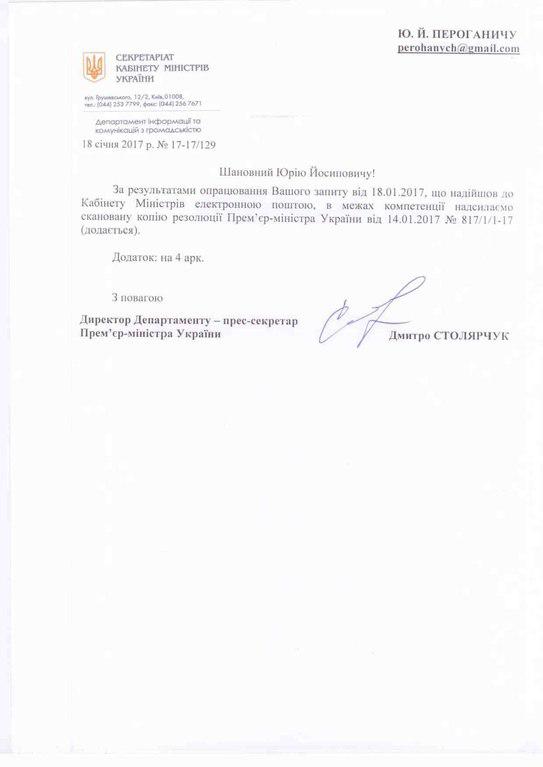 Ю. Й. ПЕРОГАНИЧУ
perohanych@gmail.com
СЕКРЕТАРІАТ
КАБІНЕТУ МІНІСТРІВ
УКРАЇНИ
вул. Грушевського, 12/2, Київ,01008,
тел.: (044) 253 7799, факс: (044) 256 7671
Департамент інформації та
комунікацій з громадськістю
18 січня 2017 р. № 17-17/129
Шановний Юрію Йосиповичу!
За результатами опрацювання Вашого запиту від 18.01.2017, що надійшов до
Кабінету Міністрів електронною поштою, в межах компетенції надсилаємо
скановану копію резолюції Прем’єр-міністра України від 14.01.2017 № 817/1/1-17
(додається).
Додаток: на 4 арк.
З повагою
Директор Департаменту – прес-секретар
Прем’єр-міністра України
Дмитро СТОЛЯРЧУК